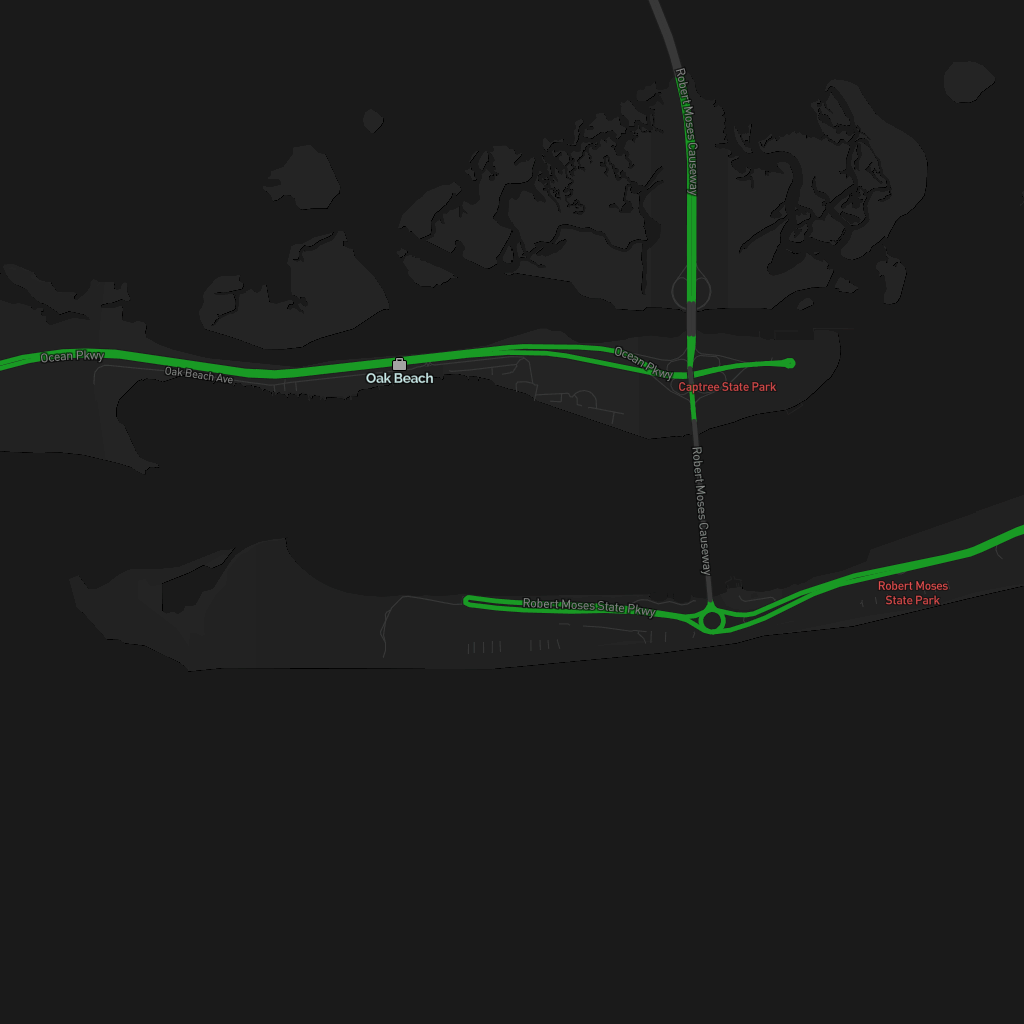 Robert Moses Causeway
Ocean Pkwy
Ocean Pkwy
Oak Beach Ave
Oak Beach
Captree State Park
Robert Moses Causeway
Robert Moses State Pkwy
Robert Moses
State Park